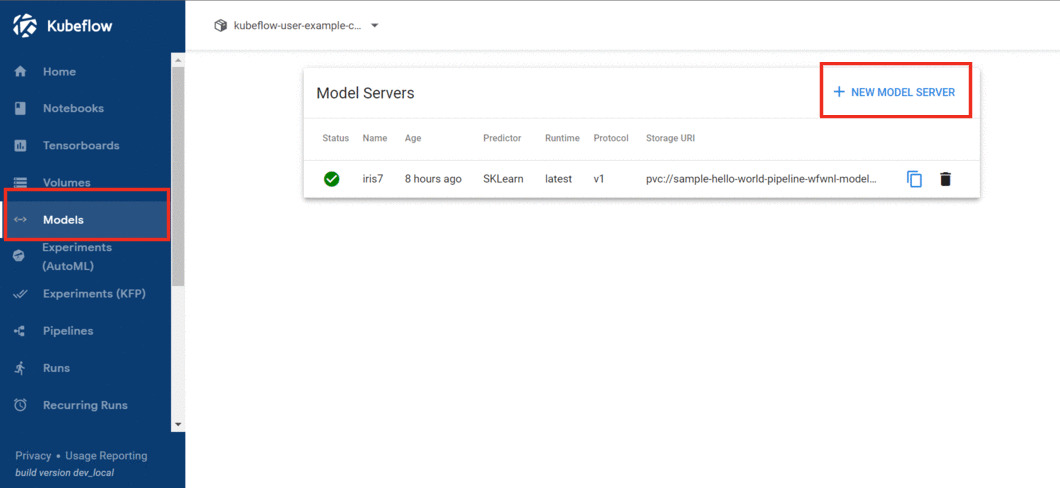 Kubeflow
kubeflow-user-example-c...
Home
Notebooks
Tensorboards
Volumes
Models
Experiments
(AutoML)
Experiments (KFP)
Pipelines
Runs
Recurring Runs
Privacy • Usage Reporting
build version dev_local
Model Servers
+ NEW MODEL SERVER
Status Name Age Predictor Runtime Protocol Storage URI
iris7 8 hours ago SKLearn latest v1 pvc://sample-hello-world-pipeline-wfwnl-model...